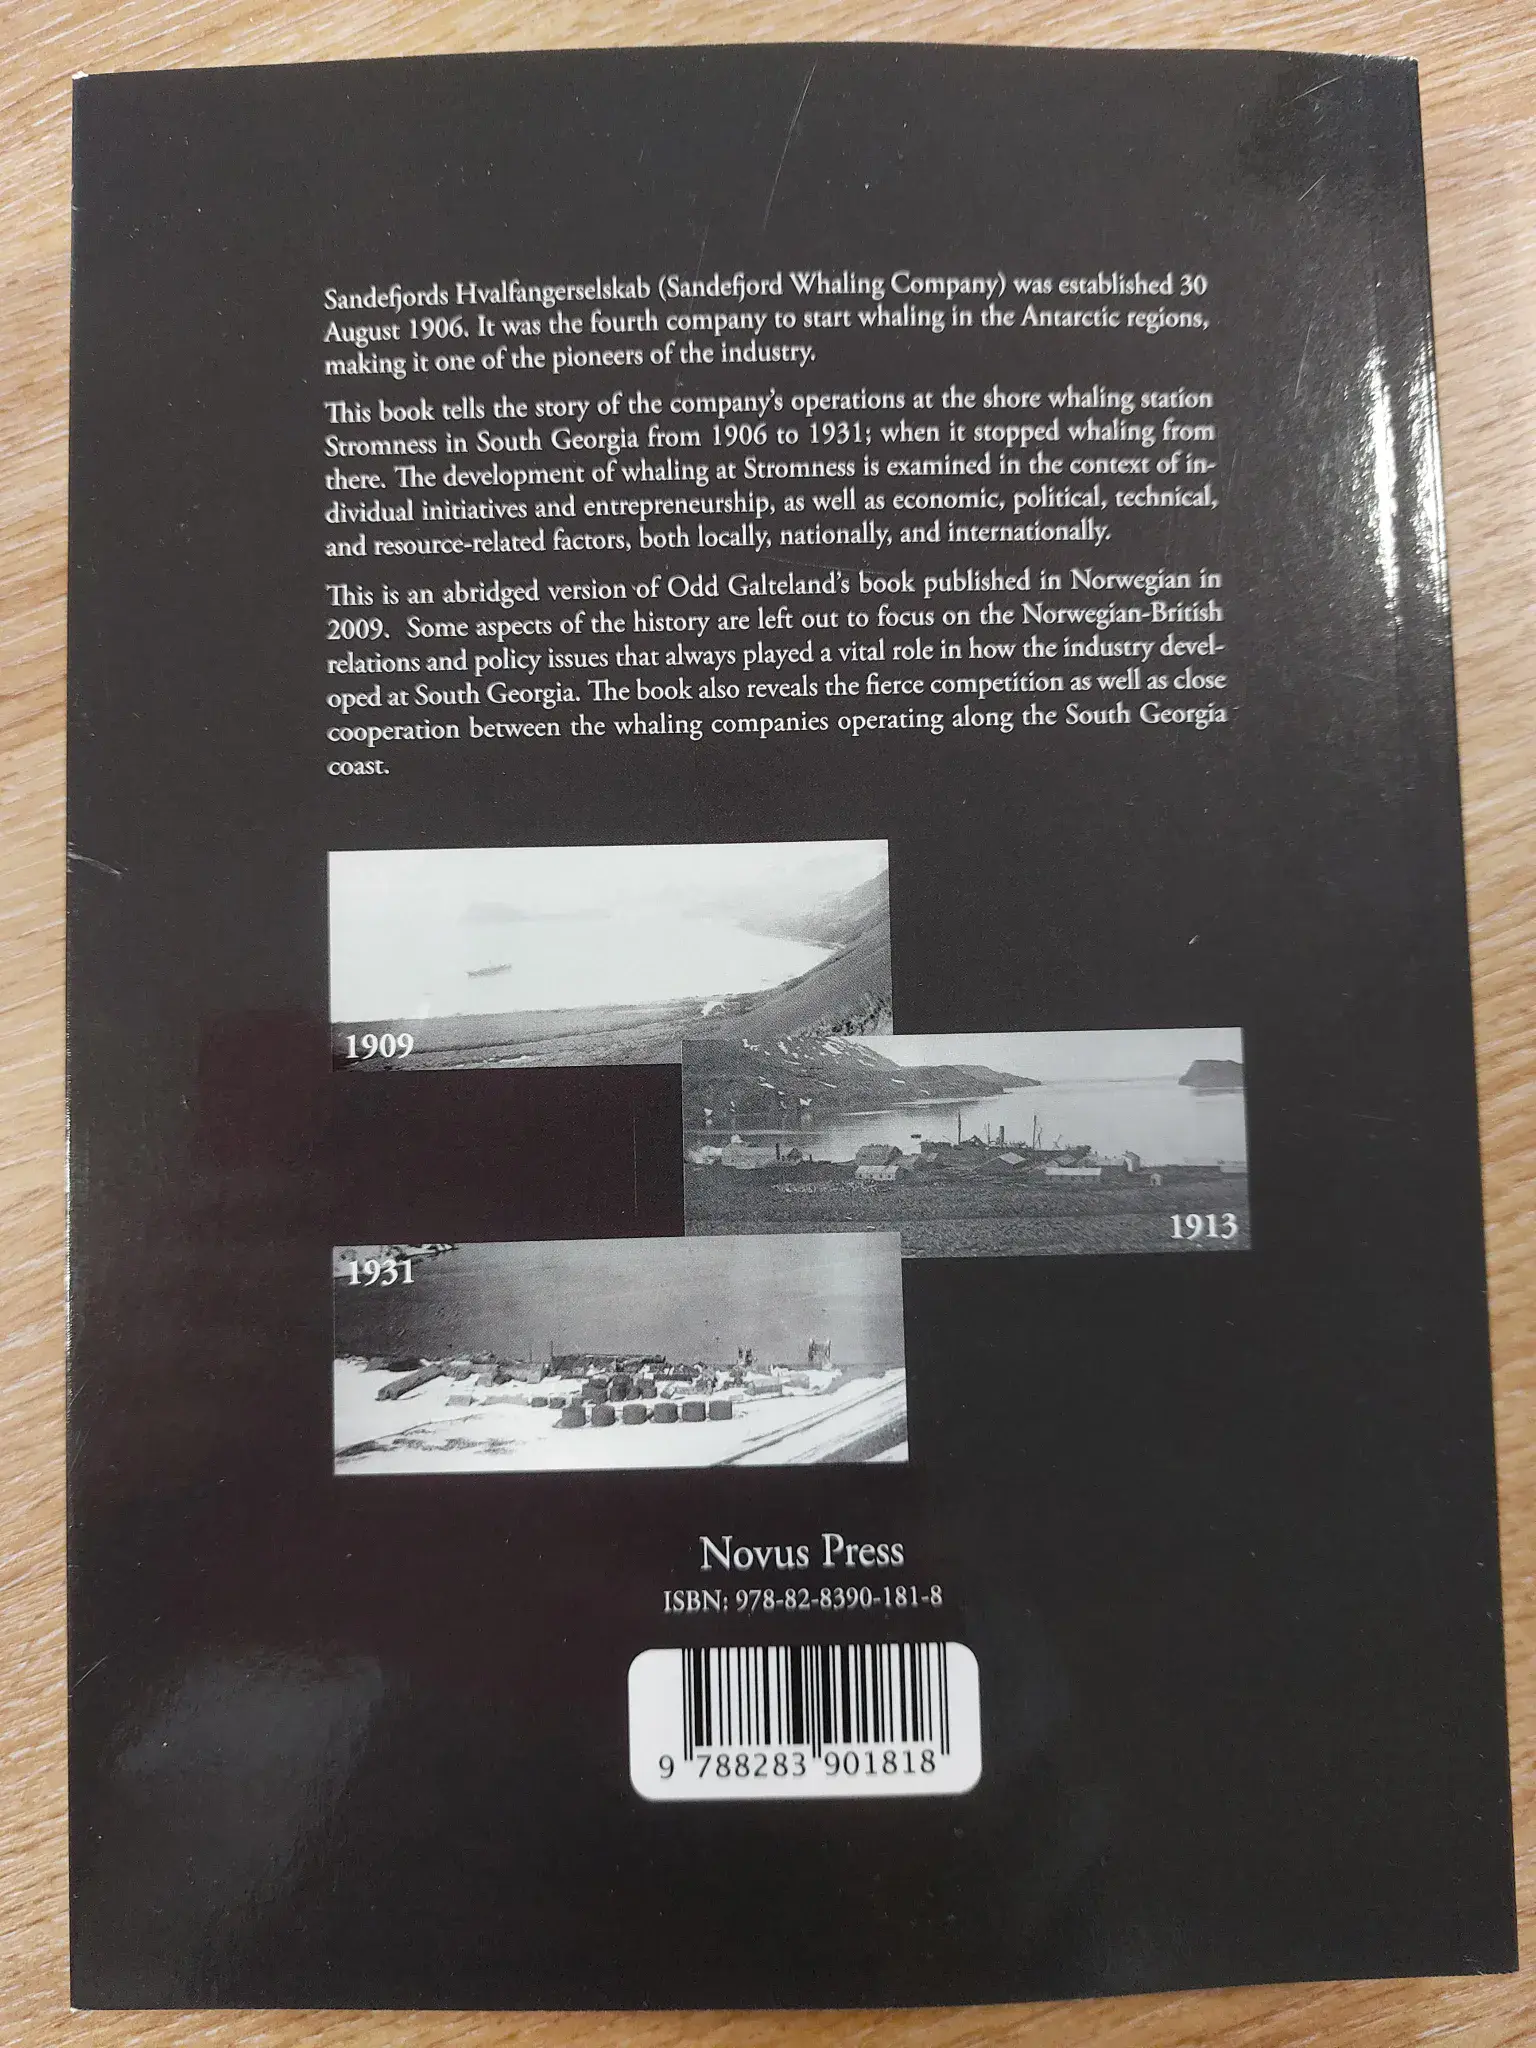 Sandefjords Hvalfangerselskab (Sandefjord Whaling Company) was established 30
August 1906. It was the fourth company to start whaling in the Antarctic regions,
making it one of the pioneers of the industry.
This book tells the story of the company's operations at the shore whaling station
Stromness in South Georgia from 1906 to 1931; when it stopped whaling from
there. The development of whaling at Stromness is examined in the context of in-
dividual initiatives and entrepreneurship, as well as economic, political, technical,
and resource-related factors, both locally, nationally, and internationally.
This is an abridged version of Odd Galteland's book published in Norwegian in
2009. Some aspects of the history are left out to focus on the Norwegian-British
relations and policy issues that always played a vital role in how the industry devel-
oped at South Georgia. The book also reveals the fierce competition as well as close
cooperation between the whaling companies operating along the South Georgia
coast.
1909
1913
1931
Novus Press
ISBN: 978-82-8390-181-8
9 788283 901818